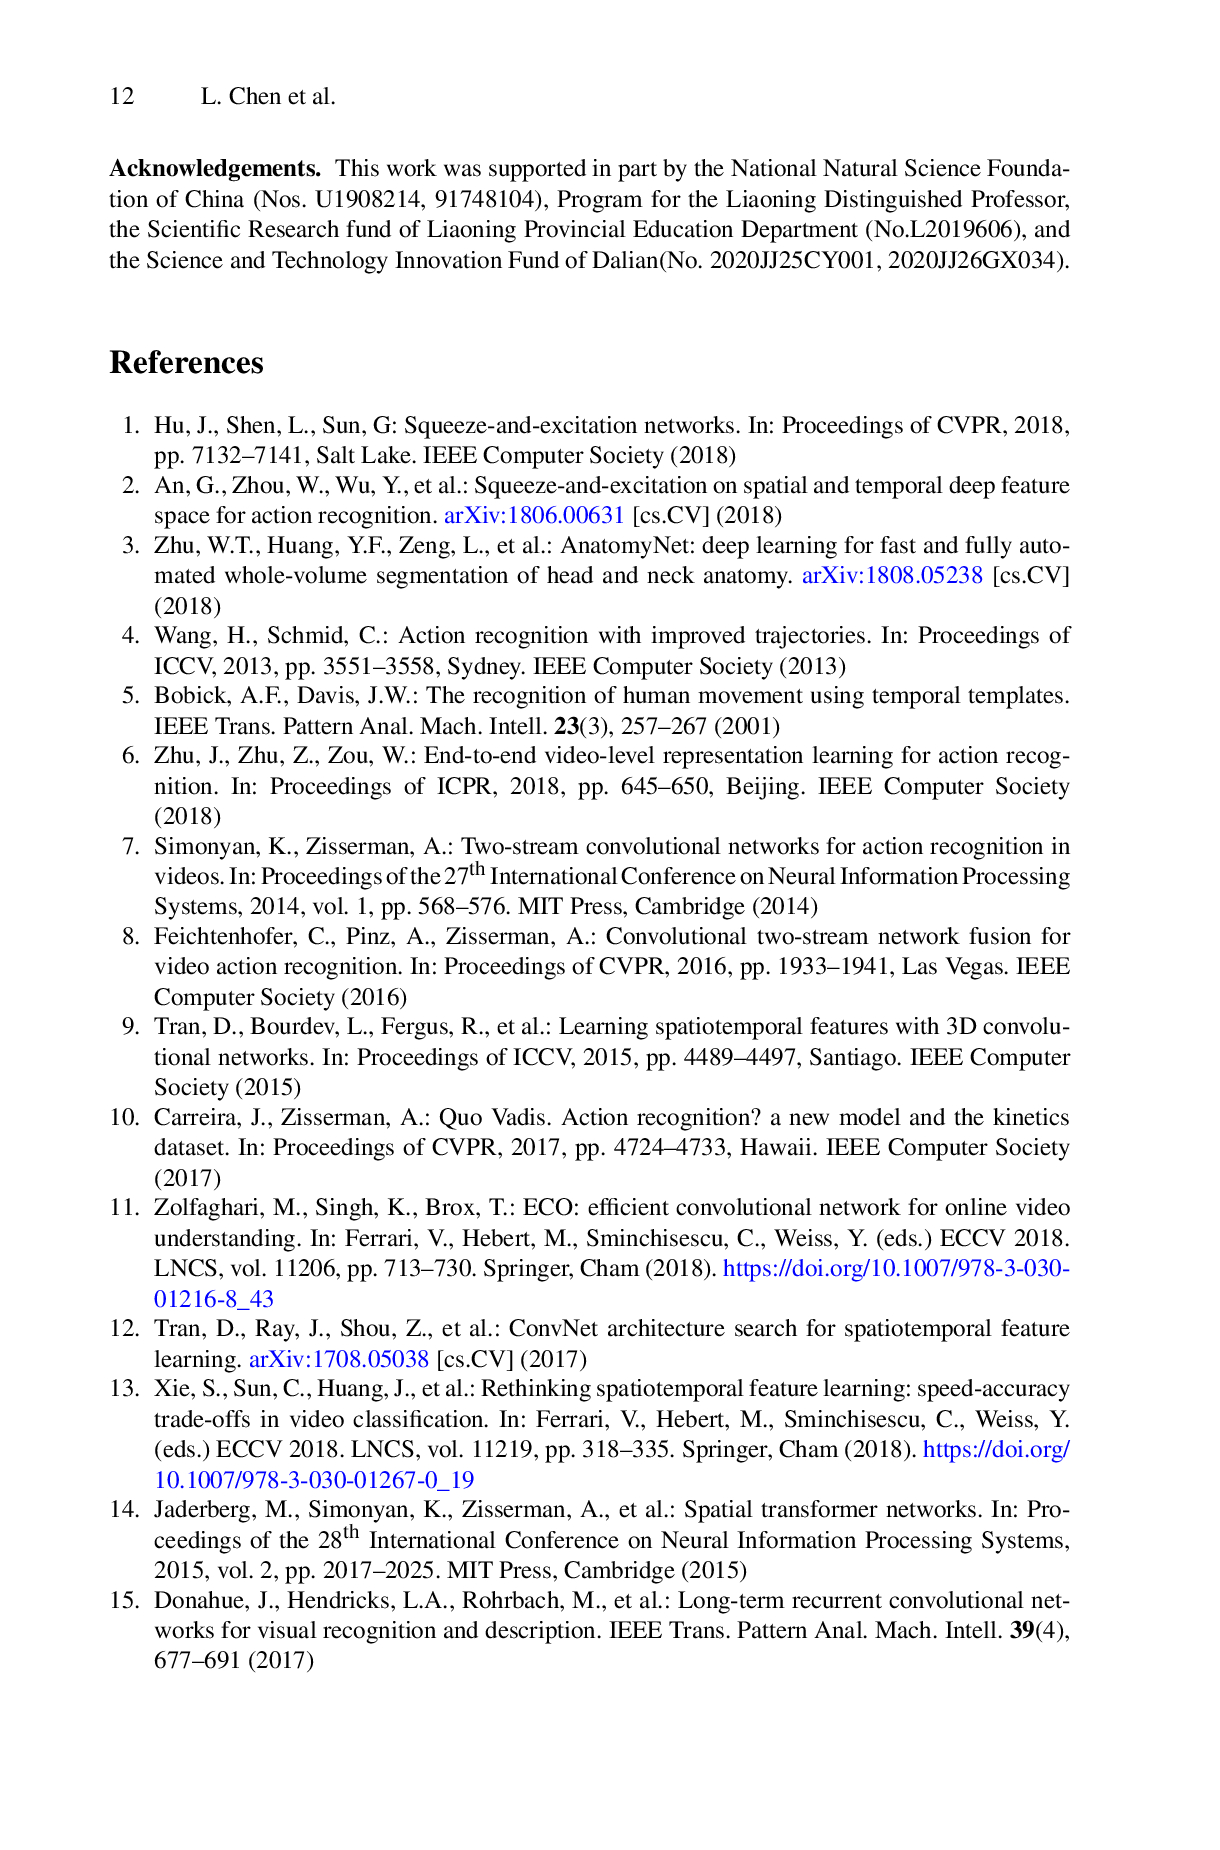 12 L. Chen et al.
Acknowledgements. This work was supported in part by the National Natural Science Founda-
tion of China (Nos. U1908214, 91748104), Program for the Liaoning Distinguished Professor,
the Scientific Research fund of Liaoning Provincial Education Department (No.L2019606), and
the Science and Technology Innovation Fund of Dalian(No. 2020JJ25CY001, 2020JJ26GX034).
References
1. Hu, J., Shen, L., Sun, G: Squeeze-and-excitation networks. In: Proceedings of CVPR, 2018,
pp. 7132–7141, Salt Lake. IEEE Computer Society (2018)
2. An, G., Zhou, W., Wu, Y., et al.: Squeeze-and-excitation on spatial and temporal deep feature
space for action recognition. arXiv:1806.00631 [cs.CV] (2018)
3. Zhu, W.T., Huang, Y.F., Zeng, L., et al.: AnatomyNet: deep learning for fast and fully auto-
mated whole-volume segmentation of head and neck anatomy. arXiv:1808.05238 [cs.CV]
(2018)
4. Wang, H., Schmid, C.: Action recognition with improved trajectories. In: Proceedings of
ICCV, 2013, pp. 3551–3558, Sydney. IEEE Computer Society (2013)
5. Bobick, A.F., Davis, J.W.: The recognition of human movement using temporal templates.
IEEE Trans. Pattern Anal. Mach. Intell. 23(3), 257–267 (2001)
6. Zhu, J., Zhu, Z., Zou, W.: End-to-end video-level representation learning for action recog-
nition. In: Proceedings of ICPR, 2018, pp. 645–650, Beijing. IEEE Computer Society
(2018)
7. Simonyan, K., Zisserman, A.: Two-stream convolutional networks for action recognition in
videos. In: Proceedings of the 27th International Conference on Neural Information Processing
Systems, 2014, vol. 1, pp. 568–576. MIT Press, Cambridge (2014)
8. Feichtenhofer, C., Pinz, A., Zisserman, A.: Convolutional two-stream network fusion for
video action recognition. In: Proceedings of CVPR, 2016, pp. 1933–1941, Las Vegas. IEEE
Computer Society (2016)
9. Tran, D., Bourdev, L., Fergus, R., et al.: Learning spatiotemporal features with 3D convolu-
tional networks. In: Proceedings of ICCV, 2015, pp. 4489–4497, Santiago. IEEE Computer
Society (2015)
10. Carreira, J., Zisserman, A.: Quo Vadis. Action recognition? a new model and the kinetics
dataset. In: Proceedings of CVPR, 2017, pp. 4724–4733, Hawaii. IEEE Computer Society
(2017)
11. Zolfaghari, M., Singh, K., Brox, T.: ECO: efficient convolutional network for online video
understanding. In: Ferrari, V., Hebert, M., Sminchisescu, C., Weiss, Y. (eds.) ECCV 2018.
LNCS, vol. 11206, pp. 713–730. Springer, Cham (2018). https://doi.org/10.1007/978-3-030-
01216-8_43
12. Tran, D., Ray, J., Shou, Z., et al.: ConvNet architecture search for spatiotemporal feature
learning. arXiv:1708.05038 [cs.CV] (2017)
13. Xie, S., Sun, C., Huang, J., et al.: Rethinking spatiotemporal feature learning: speed-accuracy
trade-offs in video classification. In: Ferrari, V., Hebert, M., Sminchisescu, C., Weiss, Y.
(eds.) ECCV 2018. LNCS, vol. 11219, pp. 318–335. Springer, Cham (2018). https://doi.org/
10.1007/978-3-030-01267-0_19
14. Jaderberg, M., Simonyan, K., Zisserman, A., et al.: Spatial transformer networks. In: Pro-
ceedings of the 28th International Conference on Neural Information Processing Systems,
2015, vol. 2, pp. 2017–2025. MIT Press, Cambridge (2015)
15. Donahue, J., Hendricks, L.A., Rohrbach, M., et al.: Long-term recurrent convolutional net-
works for visual recognition and description. IEEE Trans. Pattern Anal. Mach. Intell. 39(4),
677–691 (2017)